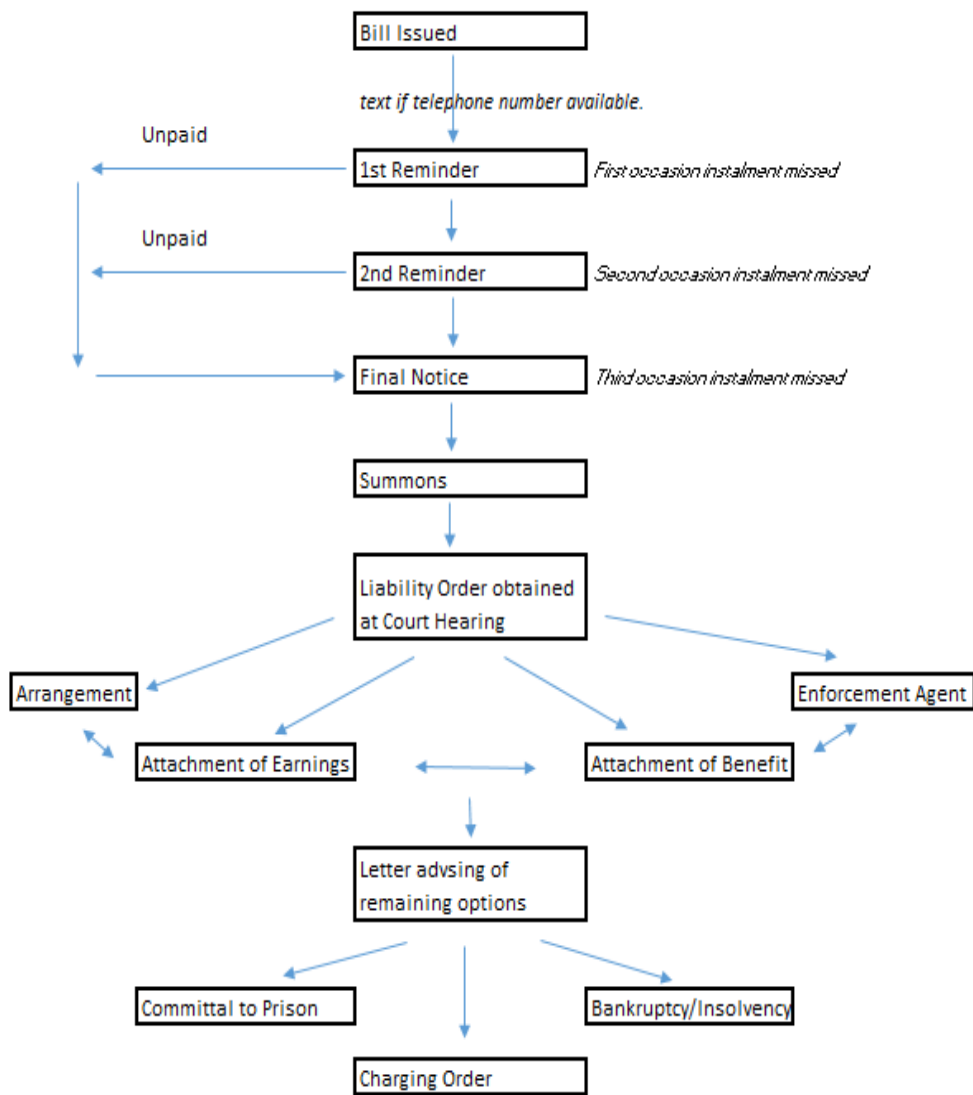 Bill Issued
text if telephone number available.
Unpaid
1st Reminder
First occasion instalment missed
Unpaid
2nd Reminder
Second occasion instalment missed
Final Notice
Third occasion instalment missed
Summons
Liability Order obtained
at Court Hearing
Arrangement
Enforcement Agent
Attachment of Earnings
Attachment of Benefit
Letter advsing of
remaining options
Committal to Prison
Bankruptcy/Insolvency
Charging Order